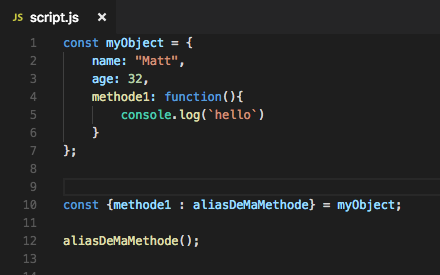 JS script.js ×
1 const myObject = {
2 name: "Matt",
3 age: 32,
4 methode1: function(){
5 console.log(`hello`)
6 }
7 };
8
9
10 const {methode1 : aliasDeMaMethode} = myObject;
11
12 aliasDeMaMethode();
13